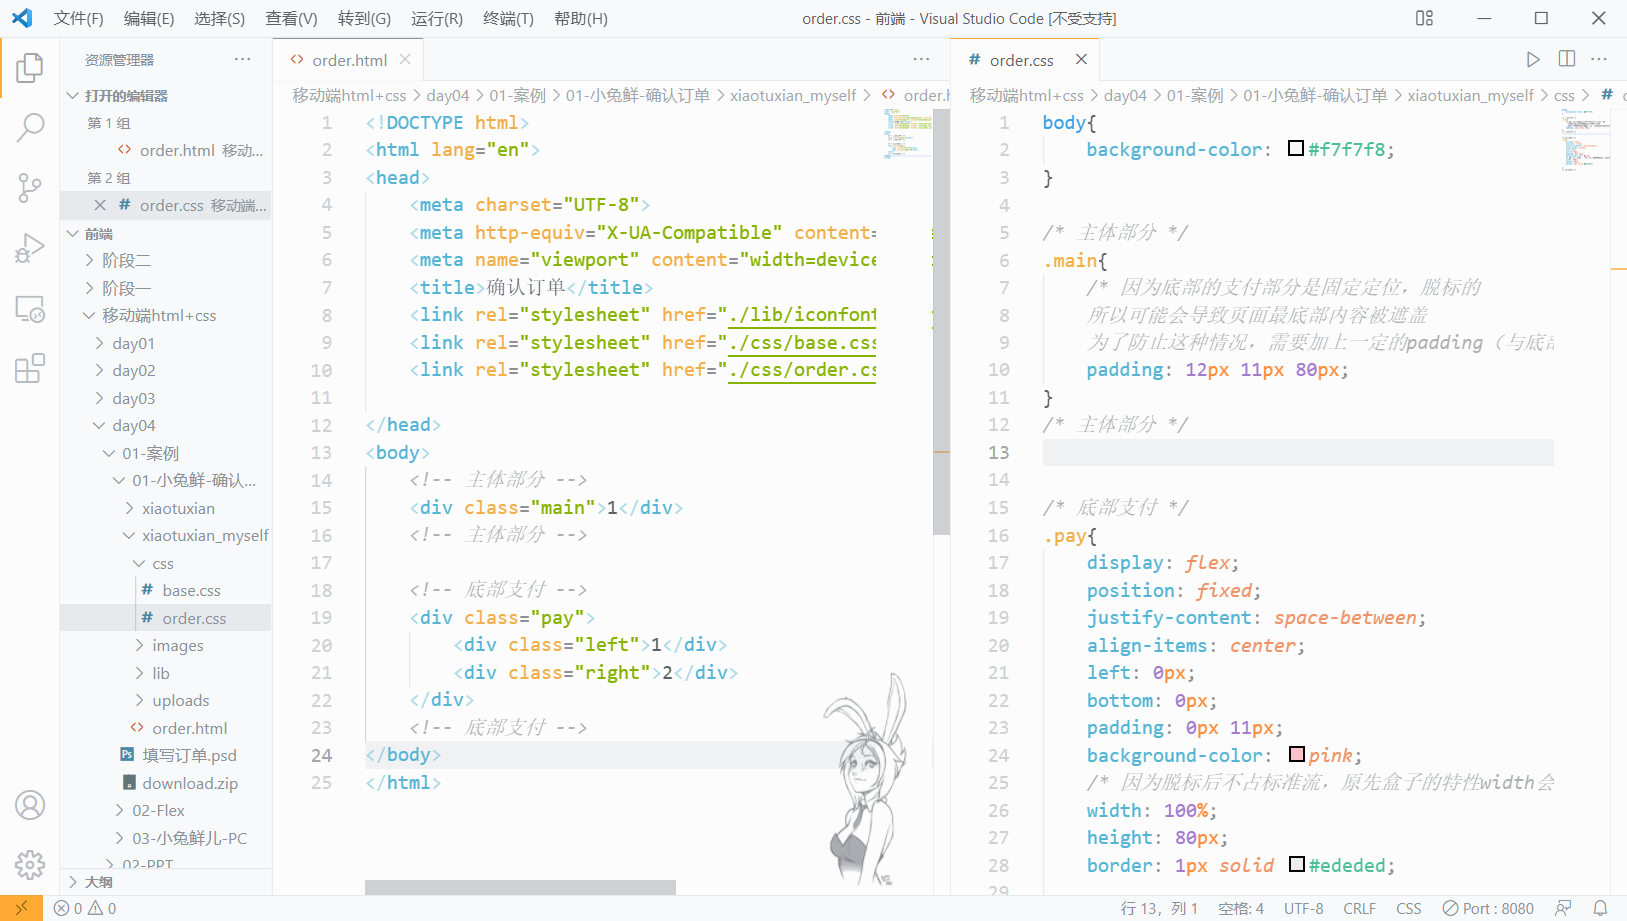 文件(F) 编辑(E) 选择(S) 查看(V) 转到(G) 运行(R) 终端(T) 帮助(H) order.css - 前端 - Visual Studio Code [不受支持]
资源管理器 ···
打开的编辑器
第 1 组
<> order.html 移动...
第 2 组
× # order.css 移动端...
前端
阶段二
阶段一
移动端html+css
day01
day02
day03
day04
01-案例
01-小兔鲜-确认...
xiaotuxian
xiaotuxian_myself
css
# base.css
# order.css
images
lib
uploads
<> order.html
Ps 填写订单.psd
download.zip
02-Flex
03-小兔鲜儿-PC
02-PPT
大纲
<> order.html ×
移动端html+css > day04 > 01-案例 > 01-小兔鲜-确认订单 > xiaotuxian_myself > <> order.h
1 <!DOCTYPE html>
2 <html lang="en">
3 <head>
4 <meta charset="UTF-8">
5 <meta http-equiv="X-UA-Compatible" content=
6 <meta name="viewport" content="width=device
7 <title>确认订单</title>
8 <link rel="stylesheet" href="./lib/iconfont
9 <link rel="stylesheet" href="./css/base.css
10 <link rel="stylesheet" href="./css/order.cs
11
12 </head>
13 <body>
14 <!-- 主体部分 -->
15 <div class="main">1</div>
16 <!-- 主体部分 -->
17
18 <!-- 底部支付 -->
19 <div class="pay">
20 <div class="left">1</div>
21 <div class="right">2</div>
22 </div>
23 <!-- 底部支付 -->
24 </body>
25 </html>
# order.css ×
移动端html+css > day04 > 01-案例 > 01-小兔鲜-确认订单 > xiaotuxian_myself > css > #
1 body{
2 background-color: #f7f7f8;
3 }
4
5 /* 主体部分 */
6 .main{
7 /* 因为底部的支付部分是固定定位，脱标的
8 所以可能会导致页面最底部内容被遮盖
9 为了防止这种情况，需要加上一定的padding（与底部
10 padding: 12px 11px 80px;
11 }
12 /* 主体部分 */
13
14
15 /* 底部支付 */
16 .pay{
17 display: flex;
18 position: fixed;
19 justify-content: space-between;
20 align-items: center;
21 left: 0px;
22 bottom: 0px;
23 padding: 0px 11px;
24 background-color: pink;
25 /* 因为脱标后不占标准流，原先盒子的特性width会
26 width: 100%;
27 height: 80px;
28 border: 1px solid #ededed;
29
0 0 行 13，列 1 空格: 4 UTF-8 CRLF CSS Port : 8080